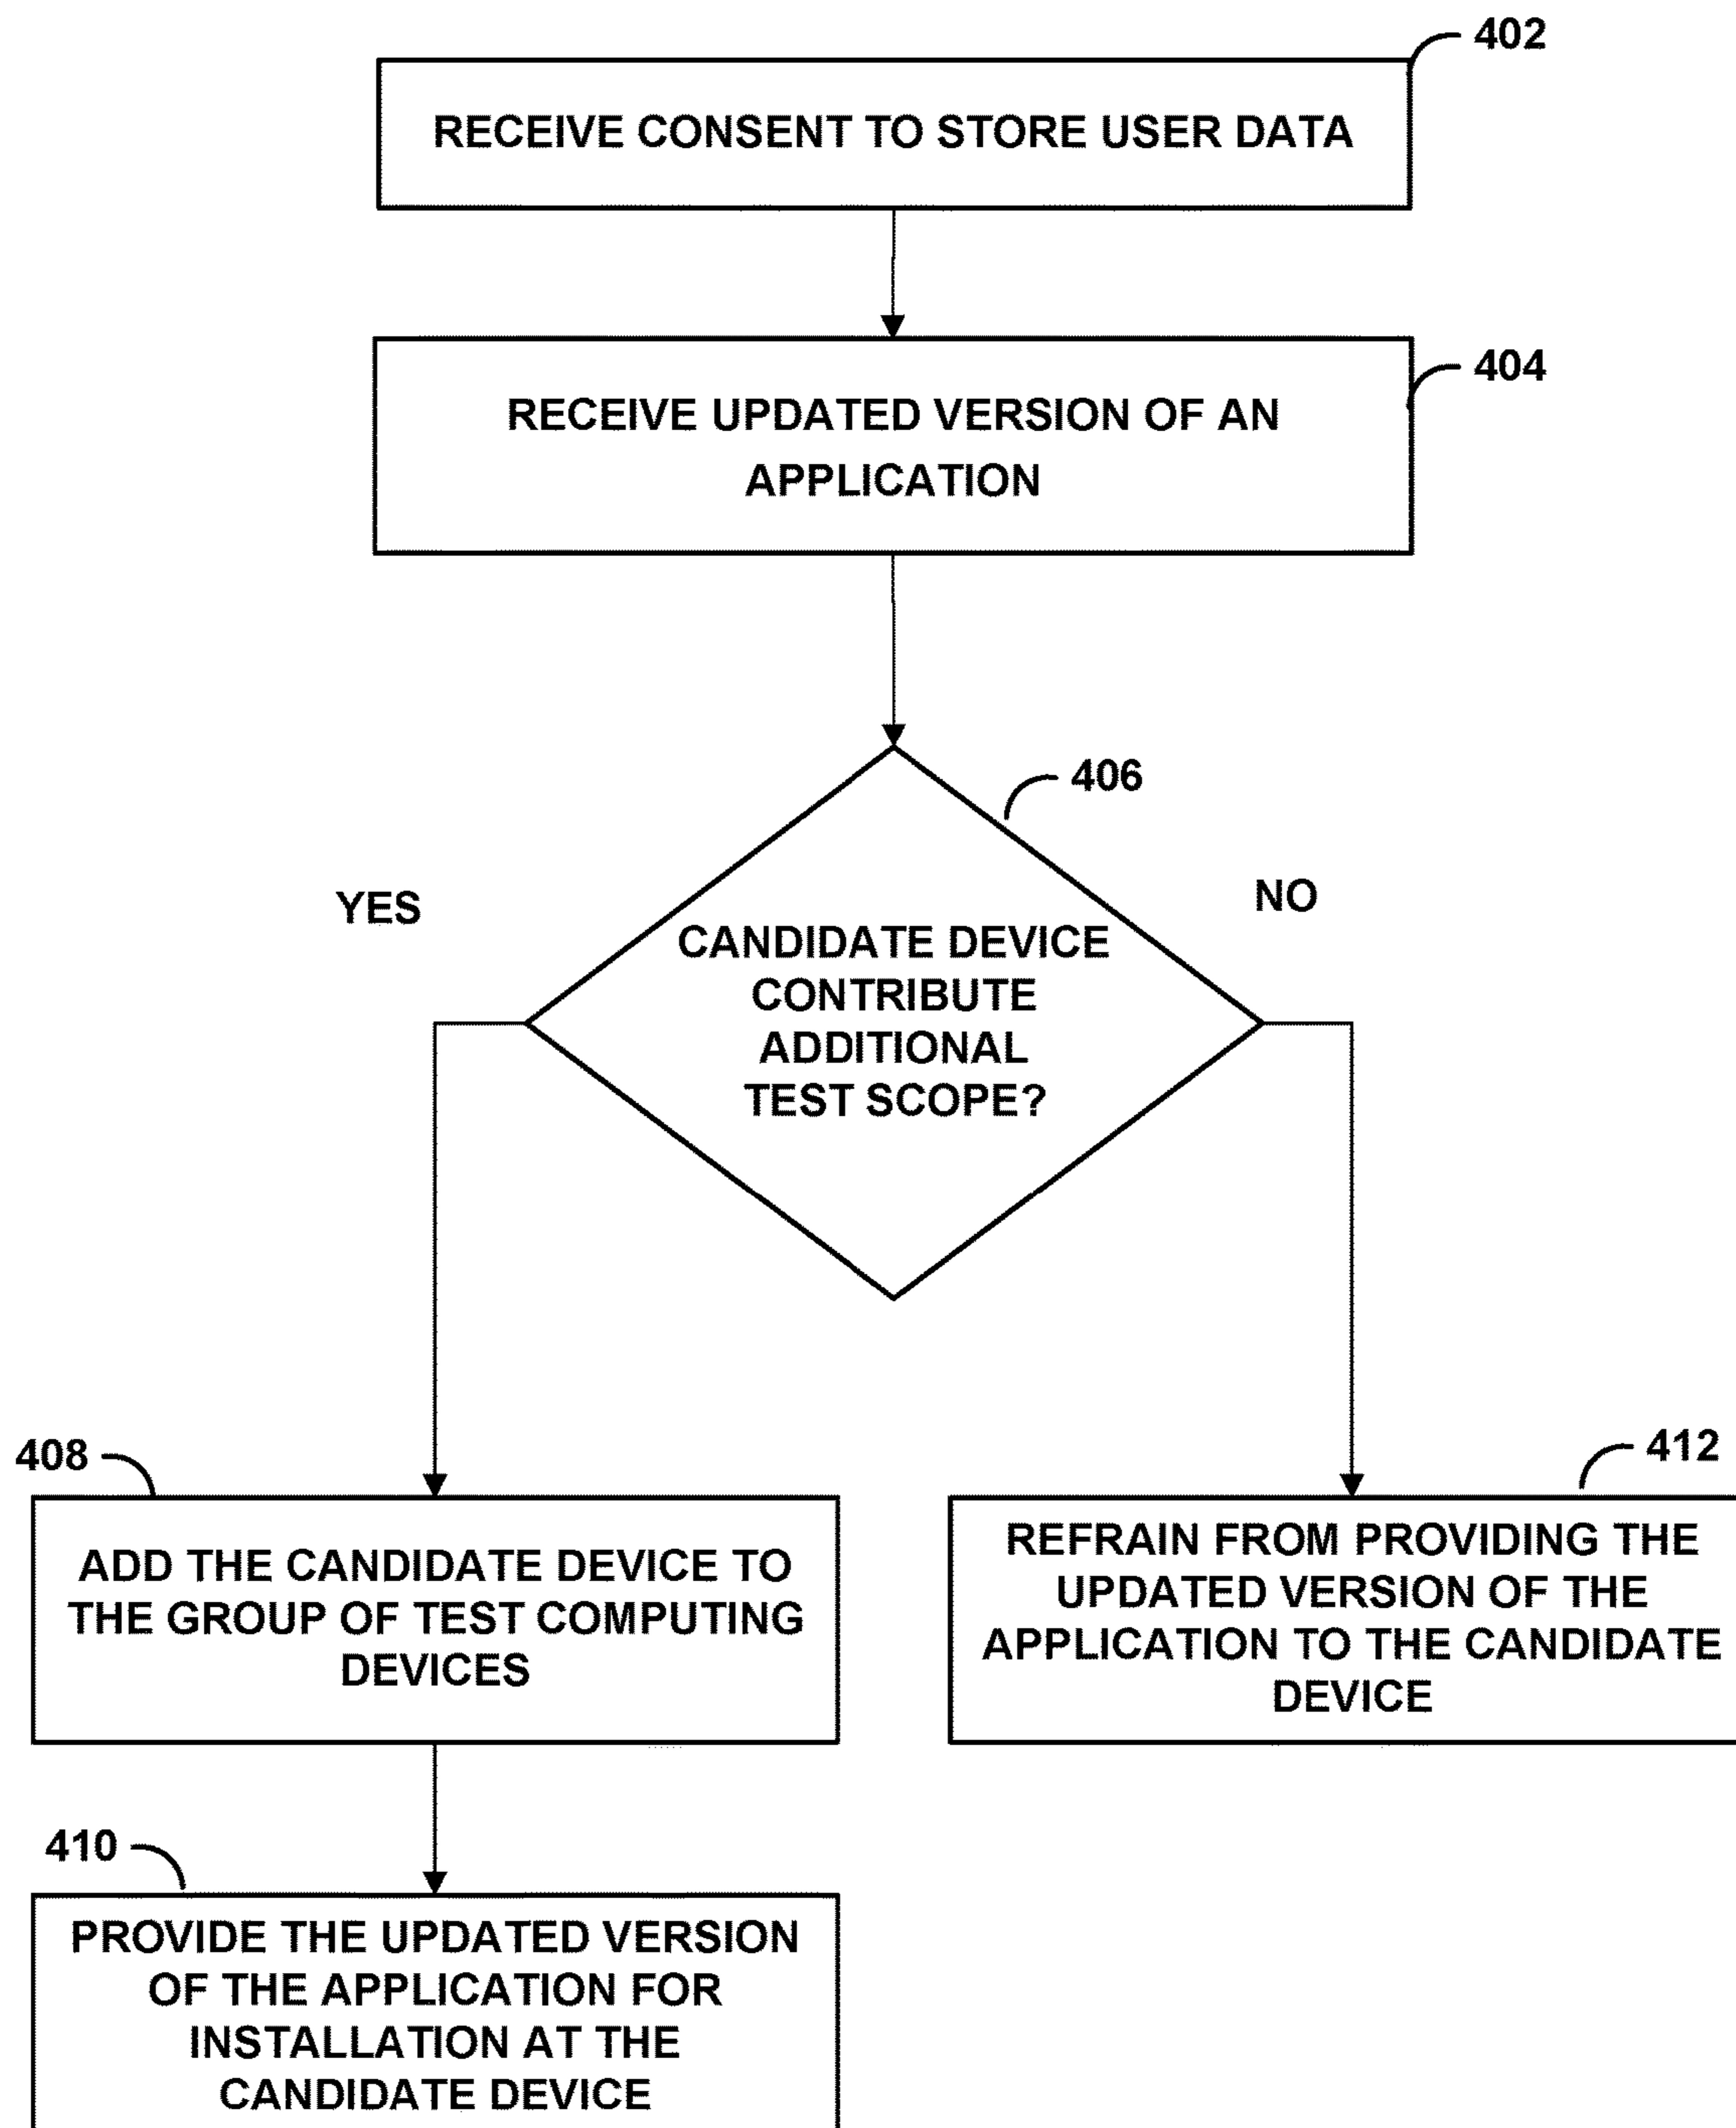 402
RECEIVE CONSENT TO STORE USER DATA
404
RECEIVE UPDATED VERSION OF AN
APPLICATION
406
YES
NO
CANDIDATE DEVICE
CONTRIBUTE
ADDITIONAL
TEST SCOPE?
408
ADD THE CANDIDATE DEVICE TO
THE GROUP OF TEST COMPUTING
DEVICES
412
REFRAIN FROM PROVIDING THE
UPDATED VERSION OF THE
APPLICATION TO THE CANDIDATE
DEVICE
410
PROVIDE THE UPDATED VERSION
OF THE APPLICATION FOR
INSTALLATION AT THE
CANDIDATE DEVICE